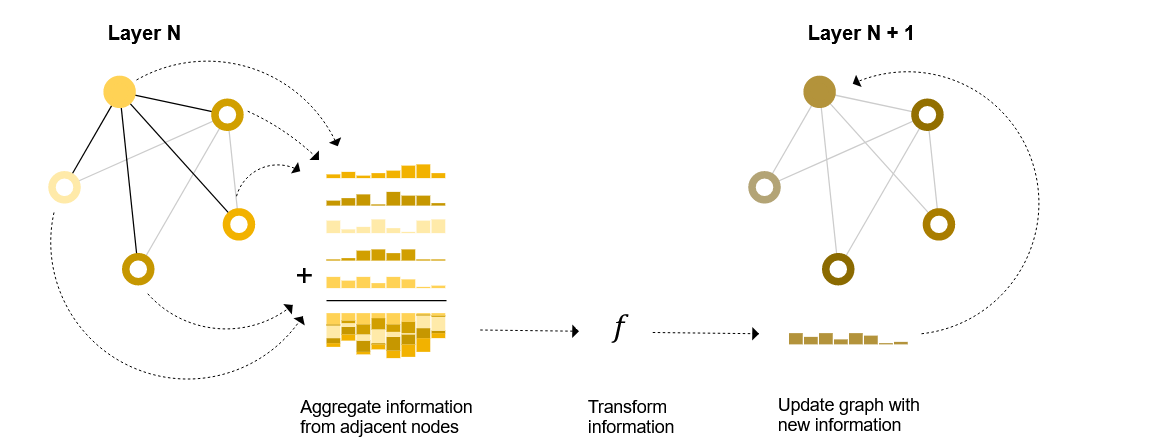 Layer N
Layer N + 1
+
f
Aggregate information
from adjacent nodes
Transform
information
Update graph with
new information